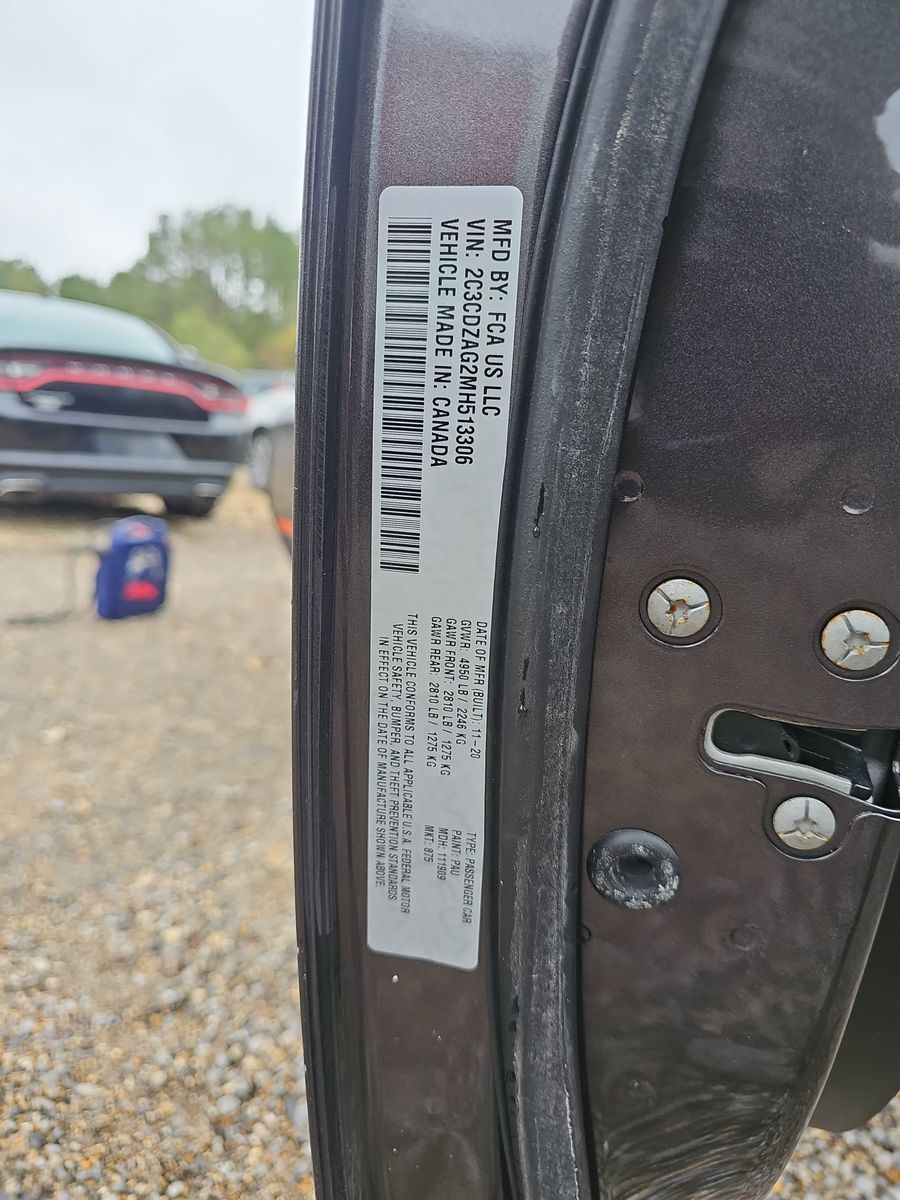 MFD BY: FCA US LLC
VIN: 2C3CDZAG2MH513306
VEHICLE MADE IN: CANADA
DATE OF MFR (BUILT): 11-20
GVWR: 4950 LB / 2246 KG
GAWR FRONT: 2810 LB / 1275 KG
GAWR REAR: 2810 LB / 1275 KG
TYPE: PASSENGER CAR
PAINT: PAU
MDH: 111909
MKT: 875
THIS VEHICLE CONFORMS TO ALL APPLICABLE U.S.A. FEDERAL MOTOR
VEHICLE SAFETY, BUMPER, AND THEFT PREVENTION STANDARDS
IN EFFECT ON THE DATE OF MANUFACTURE SHOWN ABOVE.